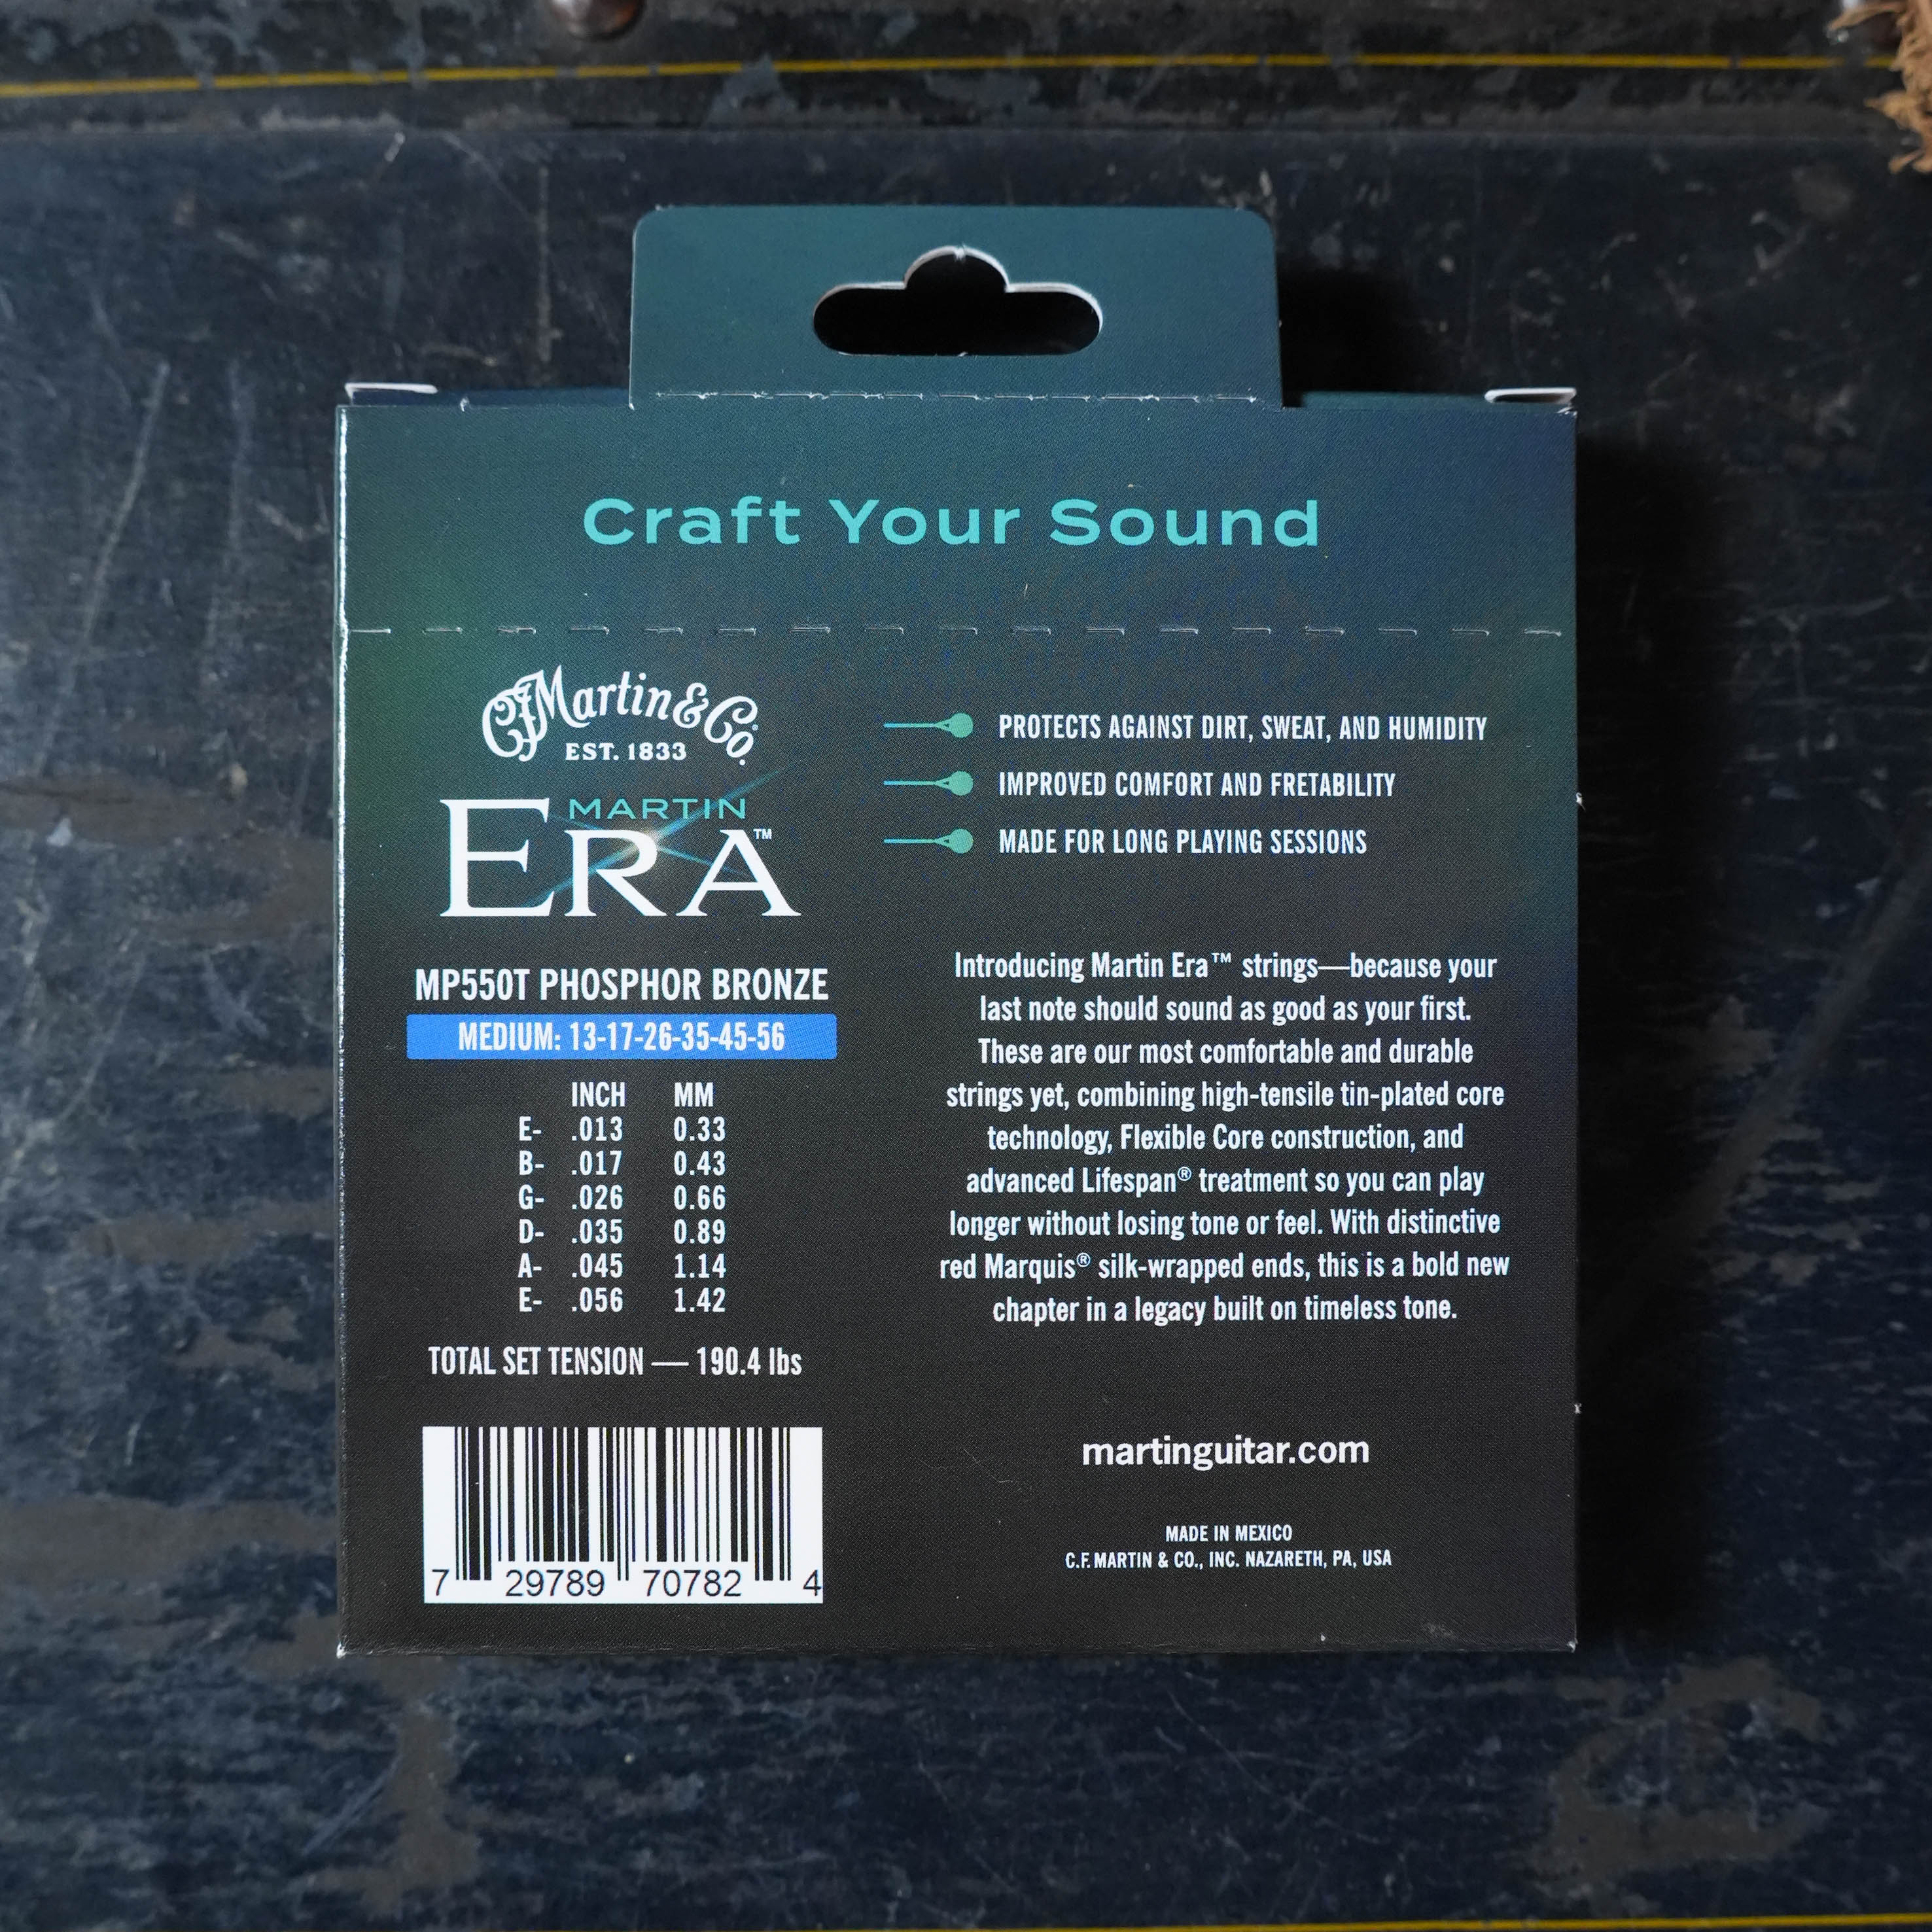 Craft Your Sound
CF Martin & Co.
EST. 1833
MARTIN
ERA™
MP550T PHOSPHOR BRONZE
MEDIUM: 13-17-26-35-45-56
INCH MM
E- .013 0.33
B- .017 0.43
G- .026 0.66
D- .035 0.89
A- .045 1.14
E- .056 1.42
TOTAL SET TENSION — 190.4 lbs
7 29789 70782 4
PROTECTS AGAINST DIRT, SWEAT, AND HUMIDITY
IMPROVED COMFORT AND FRETABILITY
MADE FOR LONG PLAYING SESSIONS
Introducing Martin Era™ strings—because your
last note should sound as good as your first.
These are our most comfortable and durable
strings yet, combining high-tensile tin-plated core
technology, Flexible Core construction, and
advanced Lifespan® treatment so you can play
longer without losing tone or feel. With distinctive
red Marquis® silk-wrapped ends, this is a bold new
chapter in a legacy built on timeless tone.
martinguitar.com
MADE IN MEXICO
C.F. MARTIN & CO., INC. NAZARETH, PA, USA